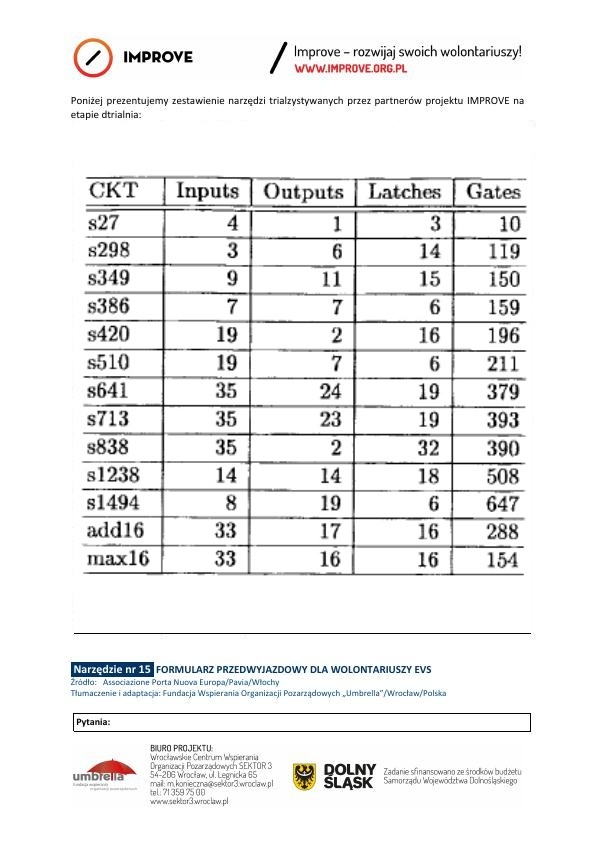 IMPROVE
Improve – rozwijaj swoich wolontariuszy!
WWW.IMPROVE.ORG.PL
Poniżej prezentujemy zestawienie narzędzi trialzystywanych przez partnerów projektu IMPROVE na
etapie dtrialnia:
CKT Inputs Outputs Latches Gates
s27 4 1 3 10
s298 3 6 14 119
s349 9 11 15 150
s386 7 7 6 159
s420 19 2 16 196
s510 19 7 6 211
s641 35 24 19 379
s713 35 23 19 393
s838 35 2 32 390
s1238 14 14 18 508
s1494 8 19 6 647
add16 33 17 16 288
max16 33 16 16 154
Narzędzie nr 15 FORMULARZ PRZEDWYJAZDOWY DLA WOLONTARIUSZY EVS
Źródło: Associazione Porta Nuova Europa/Pavia/Włochy
Tłumaczenie i adaptacja: Fundacja Wspierania Organizacji Pozarządowych „Umbrella”/Wrocław/Polska
Pytania:
umbrella
fundacja wspierania
organizacji pozarządowych
BIURO PROJEKTU:
Wrocławskie Centrum Wspierania
Organizacji Pozarządowych SEKTOR 3
54-206 Wrocław, ul. Legnicka 65
mail: m.konieczna@sektor3.wroclaw.pl
tel.: 71 359 75 00
www.sektor3.wroclaw.pl
DOLNY
ŚLĄSK
Zadanie sfinansowano ze środków budżetu
Samorządu Województwa Dolnośląskiego